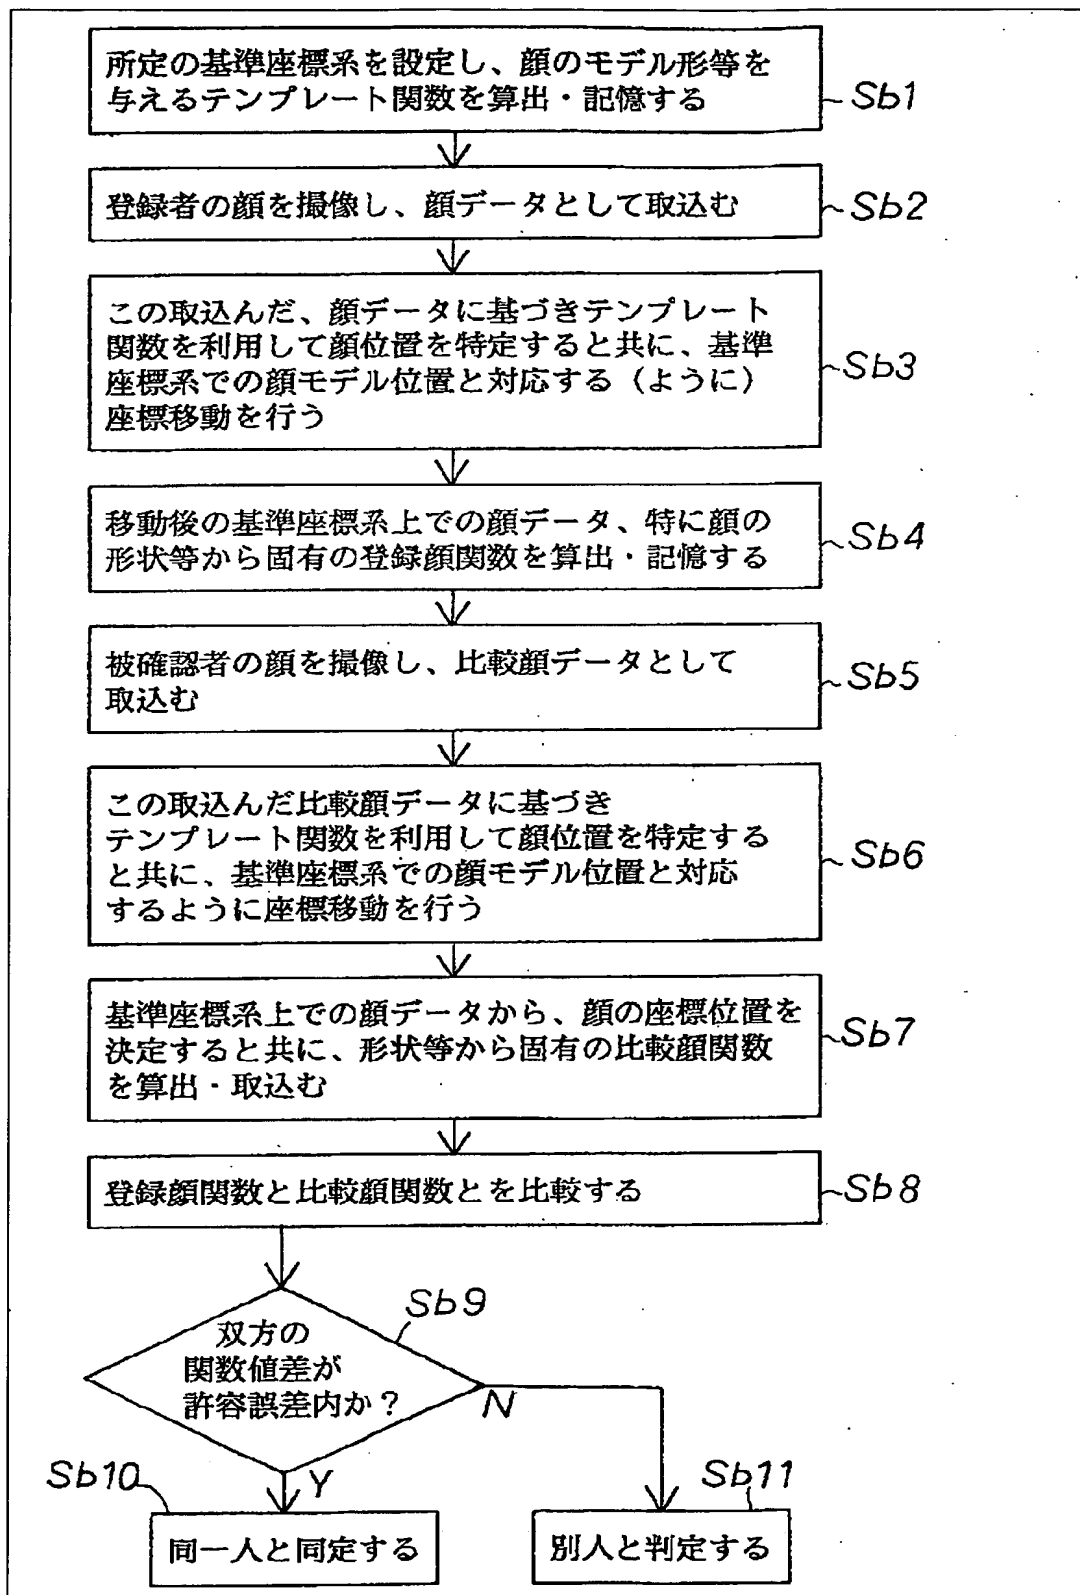 所定の基準座標系を設定し、顔のモデル形等を
与えるテンプレート関数を算出・記憶する
Sb1
登録者の顔を撮像し、顔データとして取込む
Sb2
この取込んだ、顔データに基づきテンプレート
関数を利用して顔位置を特定すると共に、基準
座標系での顔モデル位置と対応する（ように）
座標移動を行う
Sb3
移動後の基準座標系上での顔データ、特に顔の
形状等から固有の登録顔関数を算出・記憶する
Sb4
被確認者の顔を撮像し、比較顔データとして
取込む
Sb5
この取込んだ比較顔データに基づき
テンプレート関数を利用して顔位置を特定する
と共に、基準座標系での顔モデル位置と対応
するように座標移動を行う
Sb6
基準座標系上での顔データから、顔の座標位置を
決定すると共に、形状等から固有の比較顔関数
を算出・取込む
Sb7
登録顔関数と比較顔関数とを比較する
Sb8
Sb9
双方の
関数値差が
許容誤差内か？
N
Y
Sb10
同一人と同定する
Sb11
別人と判定する